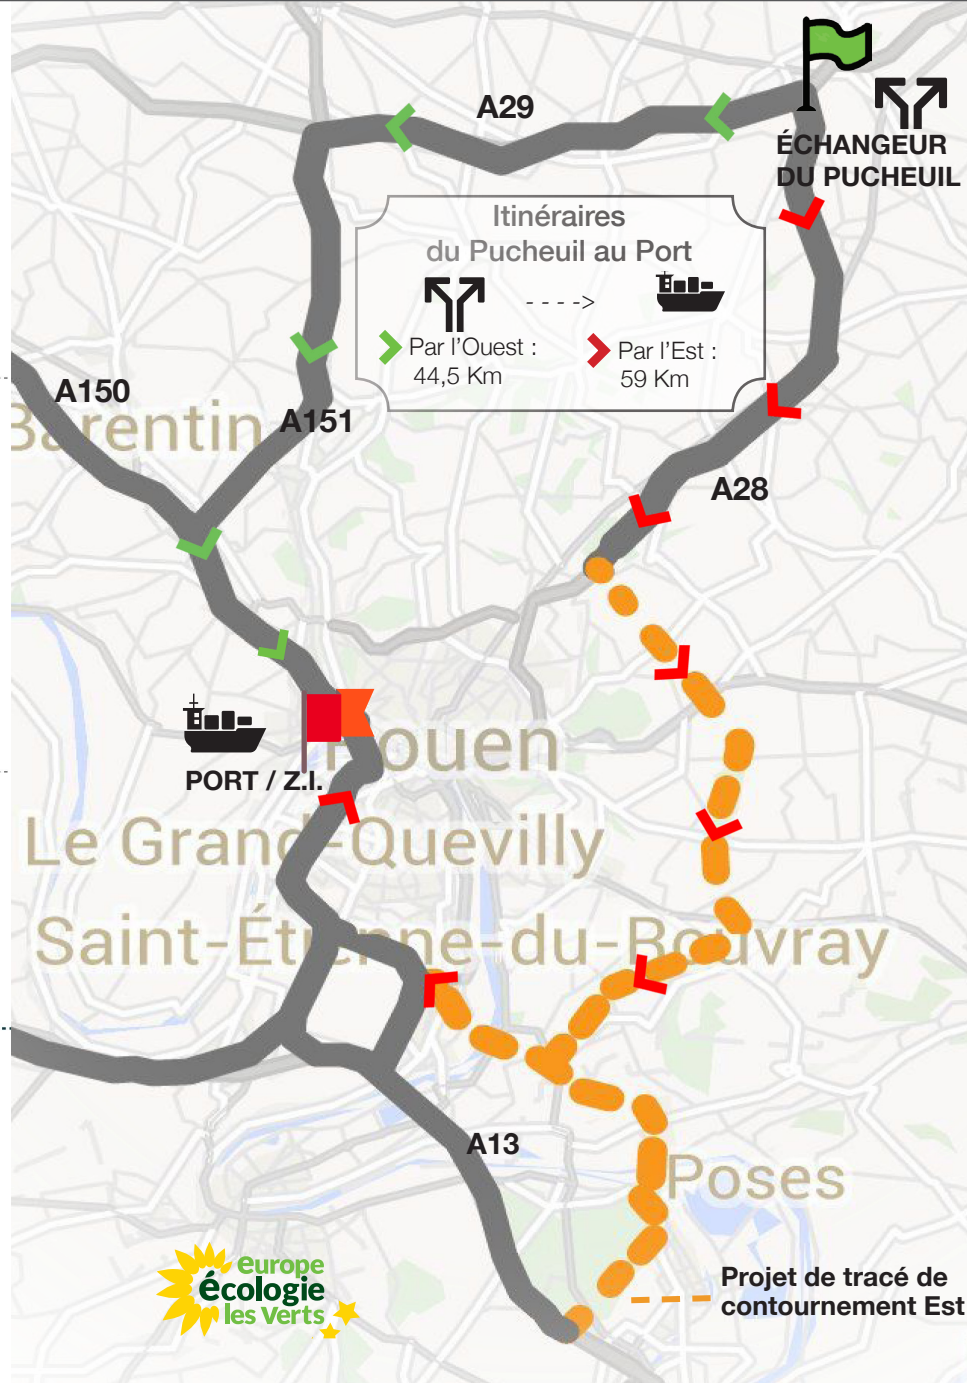 A29
ÉCHANGEUR
DU PUCHEUIL
Itinéraires
du Pucheuil au Port
---->
Par l'Ouest :
44,5 Km
Par l'Est :
59 Km
A150
Barentin
A151
A28
Rouen
PORT / Z.I.
Le Grand-Quevilly
Saint-Étienne-du-Rouvray
A13
Poses
europe
écologie
les Verts
Projet de tracé de
contournement Est